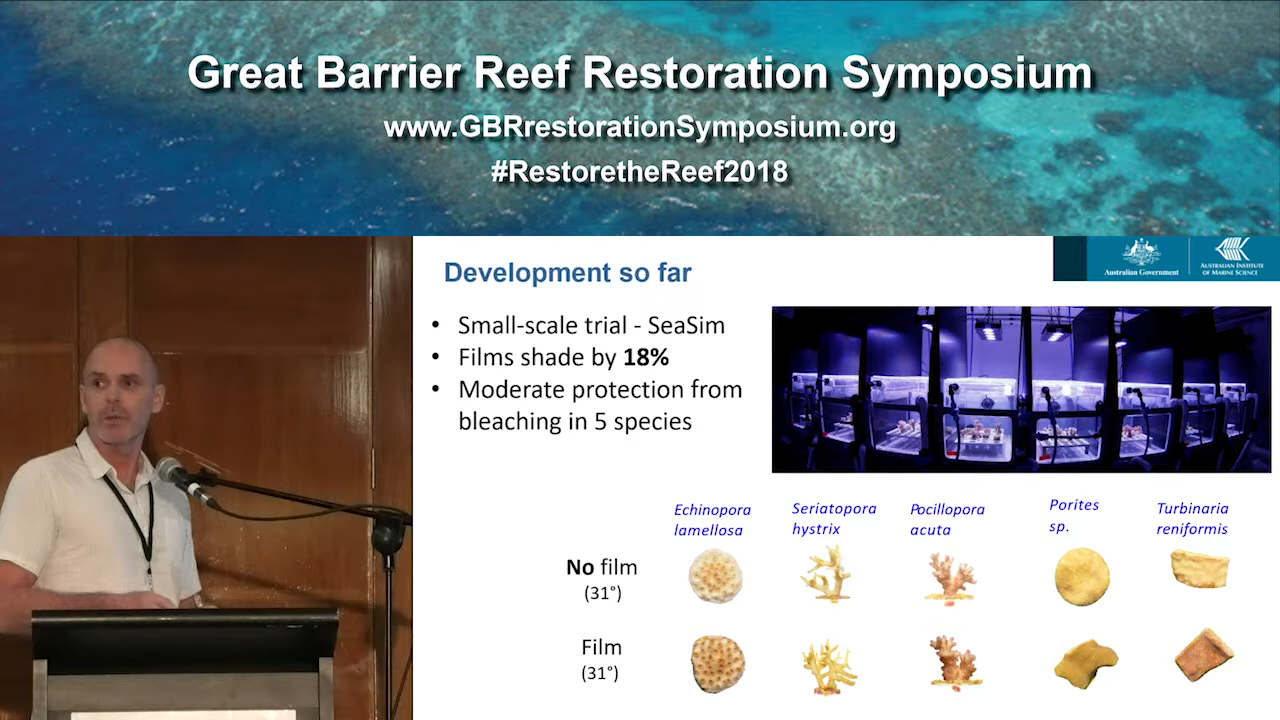 Great Barrier Reef Restoration Symposium
www.GBRrestorationSymposium.org
#RestoretheReef2018
Development so far
Australian Government
AUSTRALIAN INSTITUTE
OF MARINE SCIENCE
• Small-scale trial - SeaSim
• Films shade by 18%
• Moderate protection from
bleaching in 5 species
Echinopora
lamellosa
Seriatopora
hystrix
Pocillopora
acuta
Porites
sp.
Turbinaria
reniformis
No film
(31°)
Film
(31°)